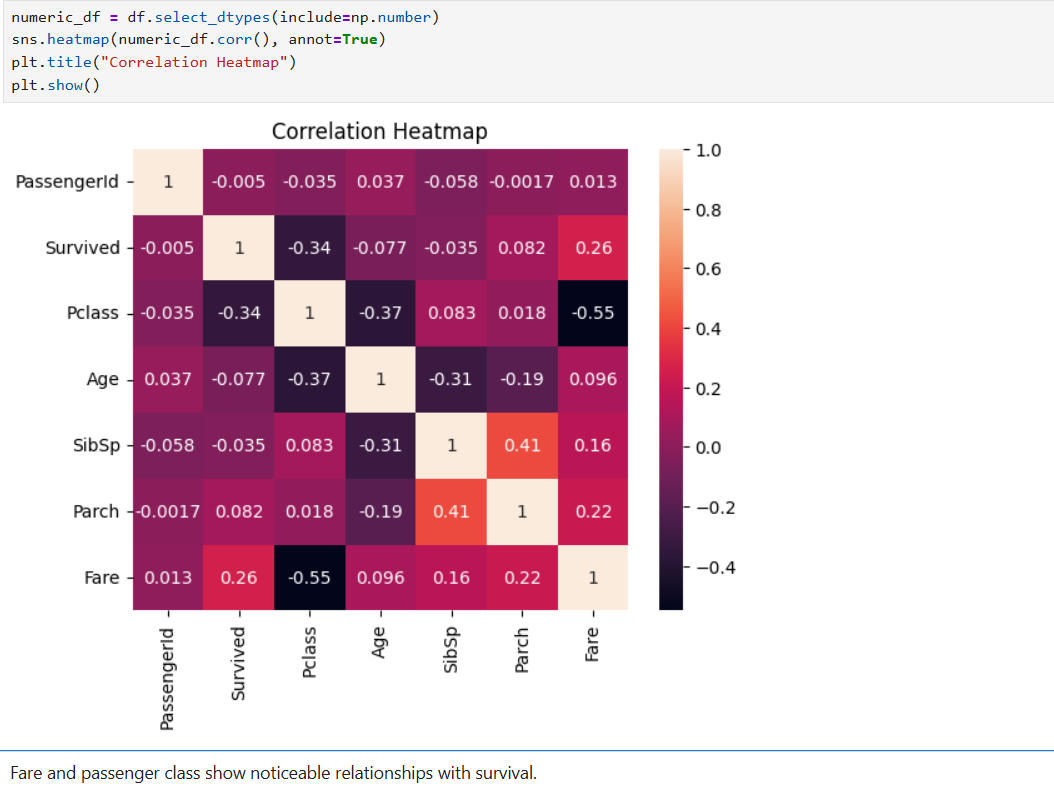 numeric_df = df.select_dtypes(include=np.number)
sns.heatmap(numeric_df.corr(), annot=True)
plt.title("Correlation Heatmap")
plt.show()
Correlation Heatmap
PassengerId 1 -0.005 -0.035 0.037 -0.058 -0.0017 0.013
Survived -0.005 1 -0.34 -0.077 -0.035 0.082 0.26
Pclass -0.035 -0.34 1 -0.37 0.083 0.018 -0.55
Age 0.037 -0.077 -0.37 1 -0.31 -0.19 0.096
SibSp -0.058 -0.035 0.083 -0.31 1 0.41 0.16
Parch -0.0017 0.082 0.018 -0.19 0.41 1 0.22
Fare 0.013 0.26 -0.55 0.096 0.16 0.22 1
PassengerId Survived Pclass Age SibSp Parch Fare
1.0
0.8
0.6
0.4
0.2
0.0
−0.2
−0.4
Fare and passenger class show noticeable relationships with survival.